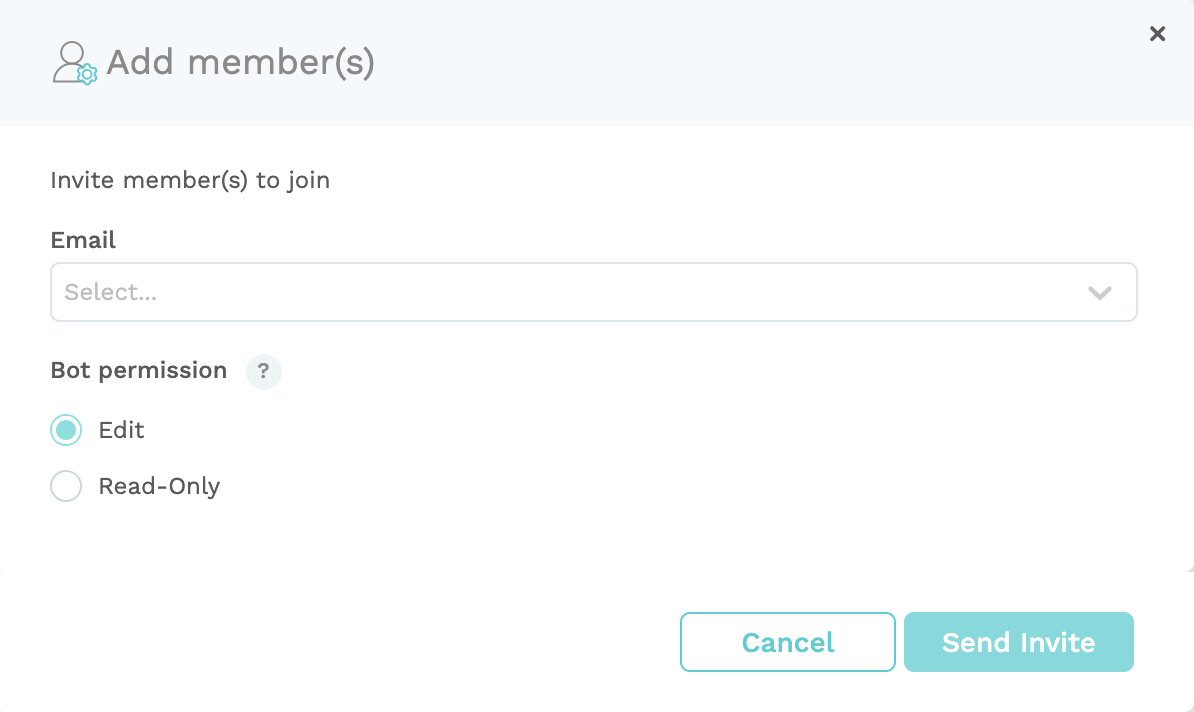 Add member(s)
Invite member(s) to join
Email
Select...
Bot permission ?
Edit
Read-Only
Cancel Send Invite